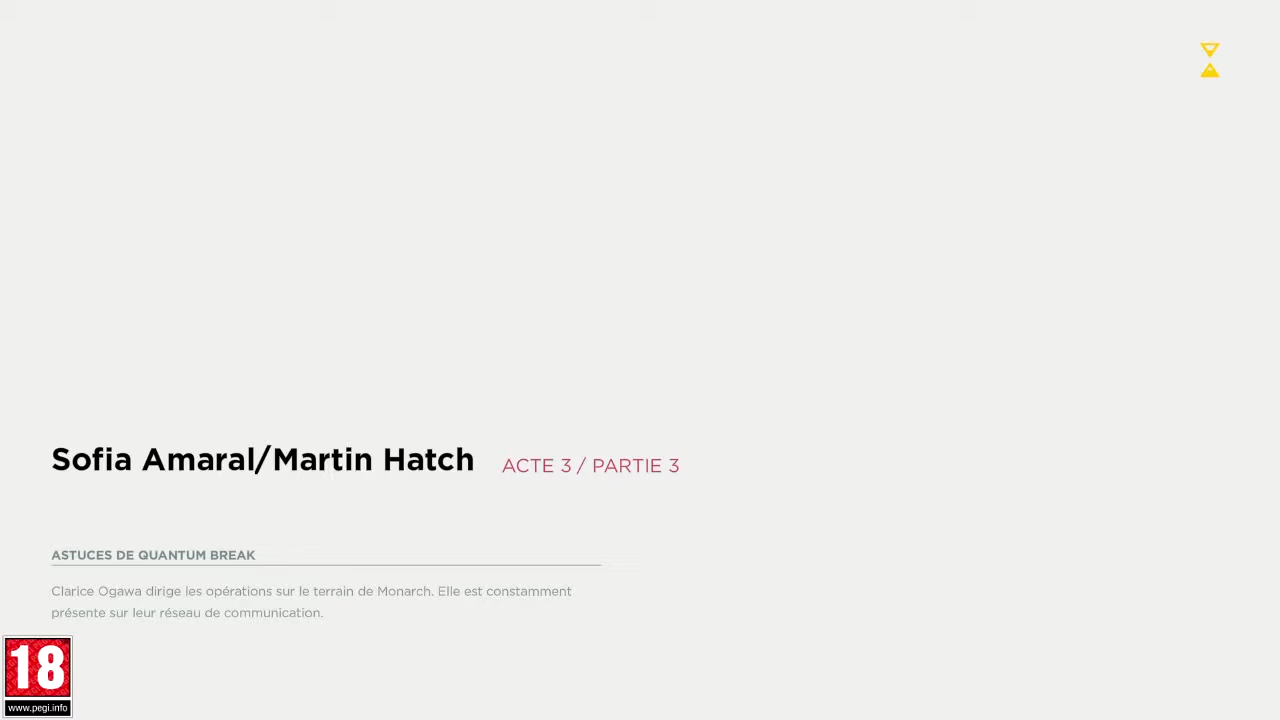 Sofia Amaral/Martin Hatch ACTE 3 / PARTIE 3
ASTUCES DE QUANTUM BREAK
Clarice Ogawa dirige les opérations sur le terrain de Monarch. Elle est constamment
présente sur leur réseau de communication.
18
www.pegi.info